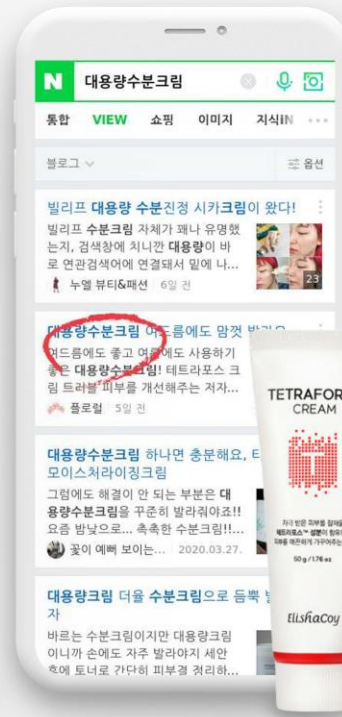 N 대용량수분크림
통합 VIEW 쇼핑 이미지 지식iN
블로그 옵션
빌리프 대용량 수분진정 시카크림이 왔다!
빌리프 수분크림 자체가 꽤나 유명했
는지, 검색창에 치니깐 대용량이 바
로 연관검색어에 연결돼서 밑에 나...
23
누엘 뷰티&패션 6일 전
대용량수분크림 여드름에도 맘껏
여드름에도 좋고 여름에도 사용하기
좋은 대용량수분크림! 테트라포스 크
림 트러블 피부를 개선해주는 저자...
플로럴 5일 전
대용량수분크림 하나면 충분해요,
모이스처라이징크림
그럼에도 해결이 안 되는 부분은 대
용량수분크림을 꾸준히 발라줘야죠!!
요즘 밤낮으로... 촉촉한 수분크림!!...
꽃이 예뻐 보이는... 2020.03.27.
대용량크림 더율 수분크림으로 듬뿍
자
바르는 수분크림이지만 대용량크림
이니까 손에도 자주 발라야지 세안
후에 토너로 간단히 피부결 정리하...
TETRAFOR
CREAM
50 g / 1.76 oz
ElishaCoy